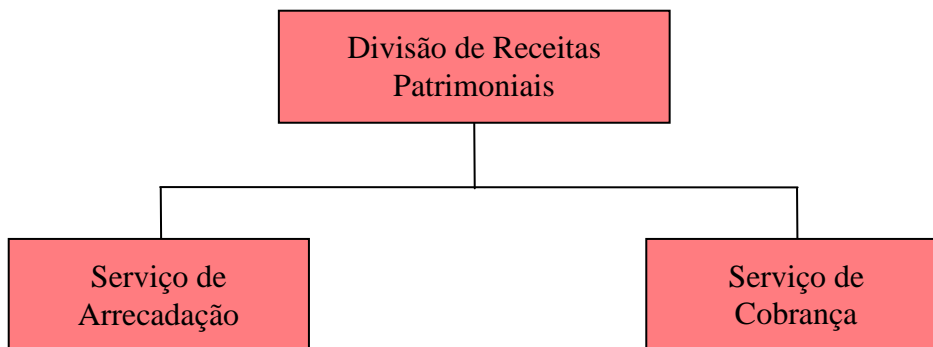 Divisão de Receitas
Patrimoniais
Serviço de
Arrecadação
Serviço de
Cobrança